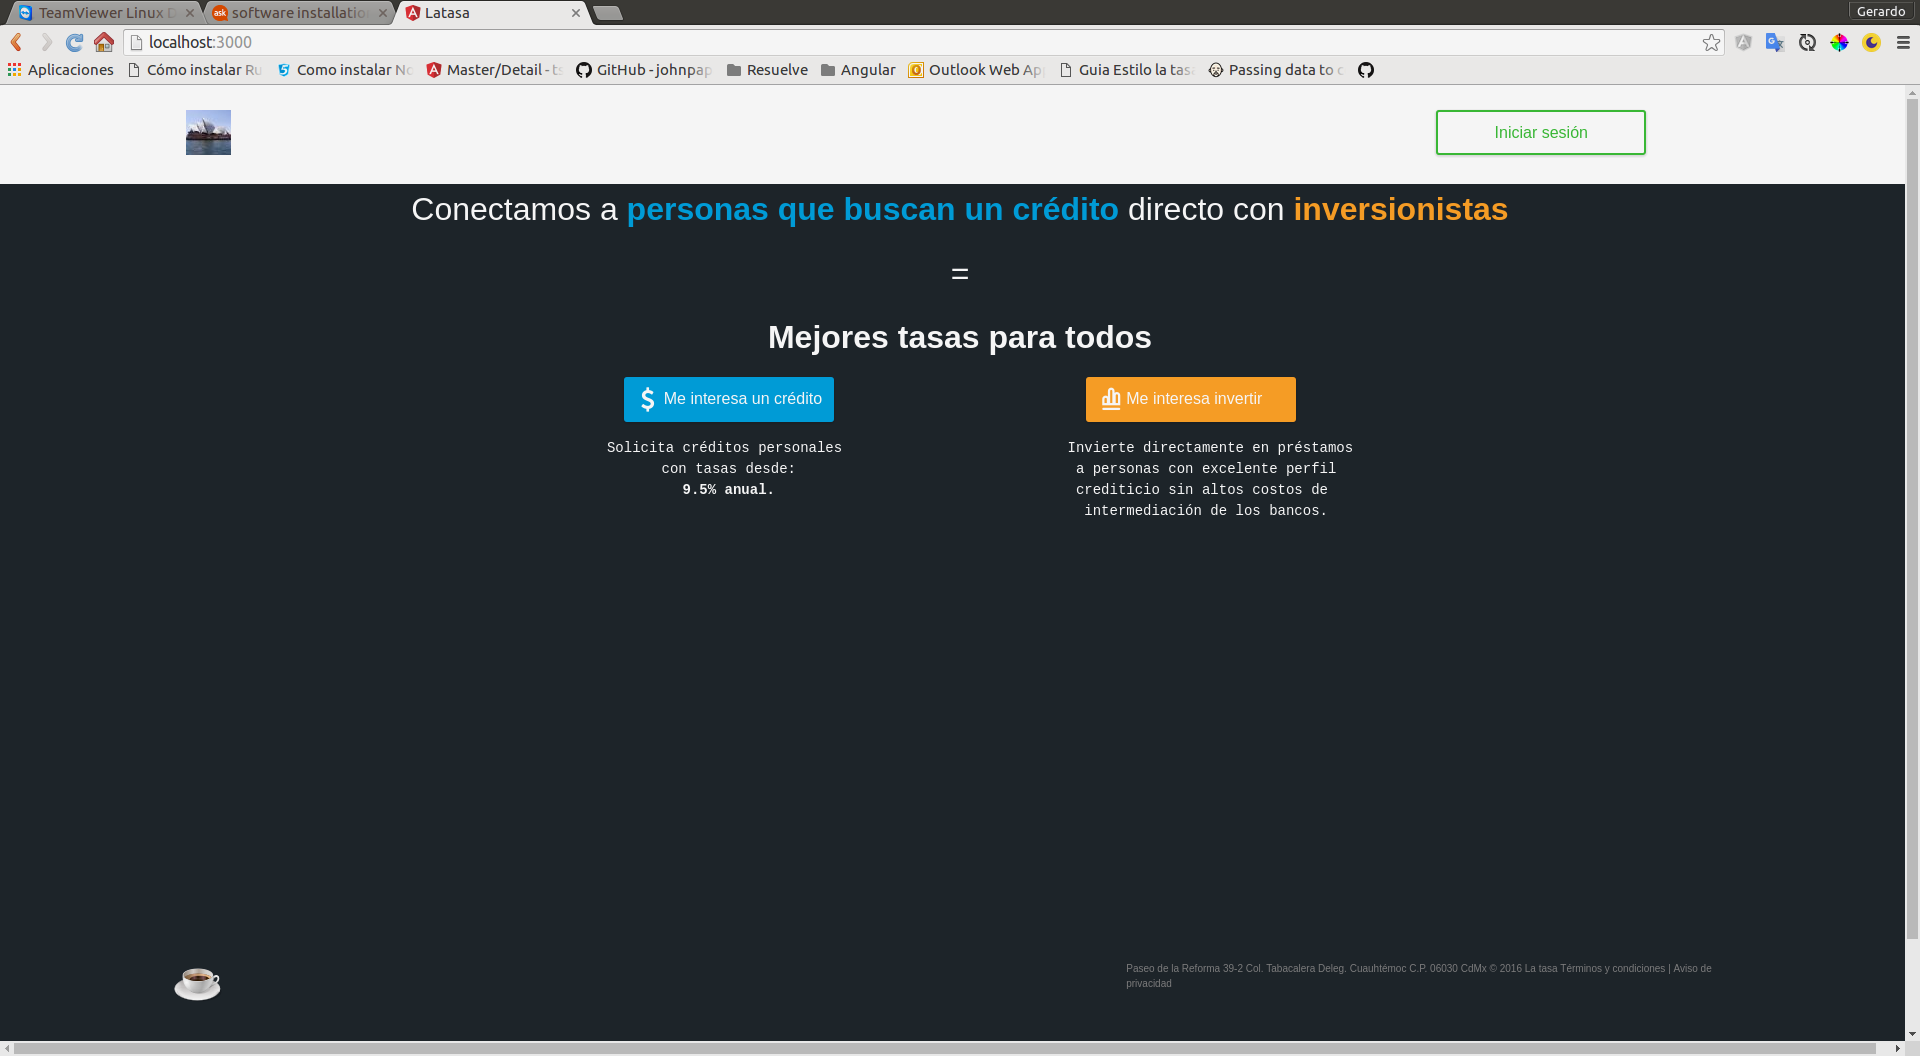 TeamViewer Linux D
software installatio
Latasa
Gerardo
localhost:3000
Aplicaciones
Cómo instalar Ru
Como instalar No
Master/Detail - ts
GitHub - johnpap
Resuelve
Angular
Outlook Web App
Guia Estilo la tas
Passing data to c
Iniciar sesión
Conectamos a personas que buscan un crédito directo con inversionistas
=
Mejores tasas para todos
$ Me interesa un crédito
Me interesa invertir
Solicita créditos personales
con tasas desde:
9.5% anual.
Invierte directamente en préstamos
a personas con excelente perfil
crediticio sin altos costos de
intermediación de los bancos.
Paseo de la Reforma 39-2 Col. Tabacalera Deleg. Cuauhtémoc C.P. 06030 CdMx © 2016 La tasa Términos y condiciones | Aviso de
privacidad